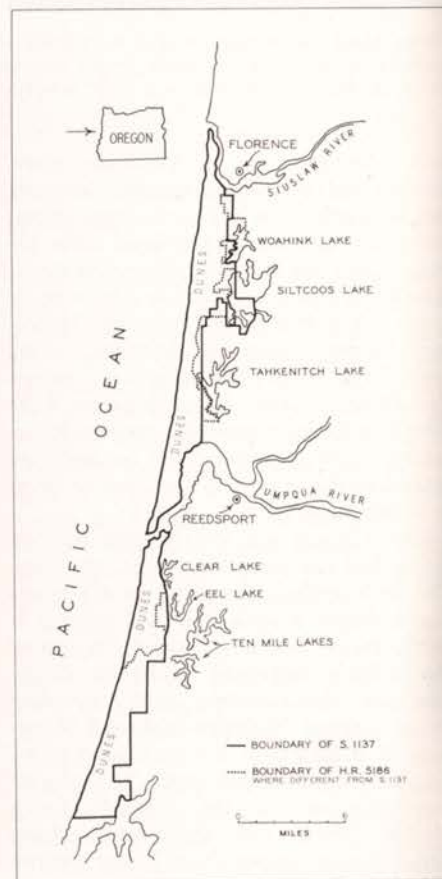 OREGON
FLORENCE
SIUSLAW RIVER
WOAHINK LAKE
DUNES
SILTCOOS LAKE
TAHKENITCH LAKE
PACIFIC OCEAN
DUNES
UMPQUA RIVER
REEDSPORT
CLEAR LAKE
EEL LAKE
DUNES
TEN MILE LAKES
DUNES
BOUNDARY OF S. 1137
BOUNDARY OF H.R. 5186
WHERE DIFFERENT FROM S. 1137
MILES